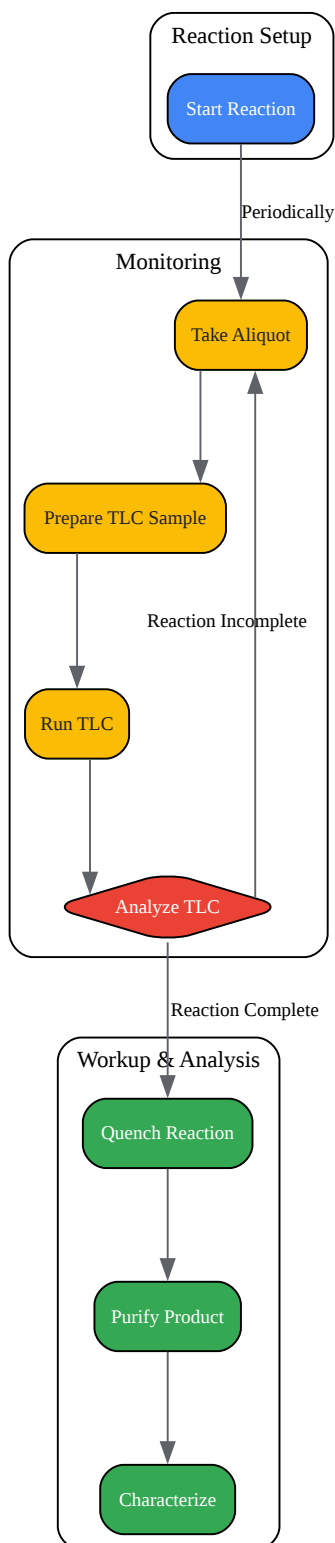 Reaction Setup
Start Reaction
Periodically
Monitoring
Take Aliquot
Prepare TLC Sample
Reaction Incomplete
Run TLC
Analyze TLC
Reaction Complete
Workup & Analysis
Quench Reaction
Purify Product
Characterize